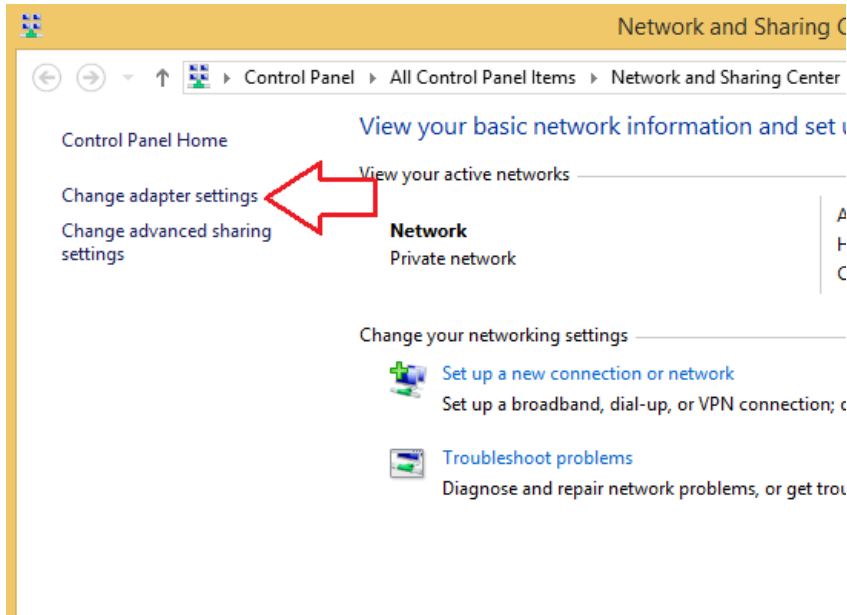 Network and Sharing
Control Panel
All Control Panel Items
Network and Sharing Center
Control Panel Home
Change adapter settings
Change advanced sharing
settings
View your basic network information and set
View your active networks
Network
Private network
Change your networking settings
Set up a new connection or network
Set up a broadband, dial-up, or VPN connection;
Troubleshoot problems
Diagnose and repair network problems, or get